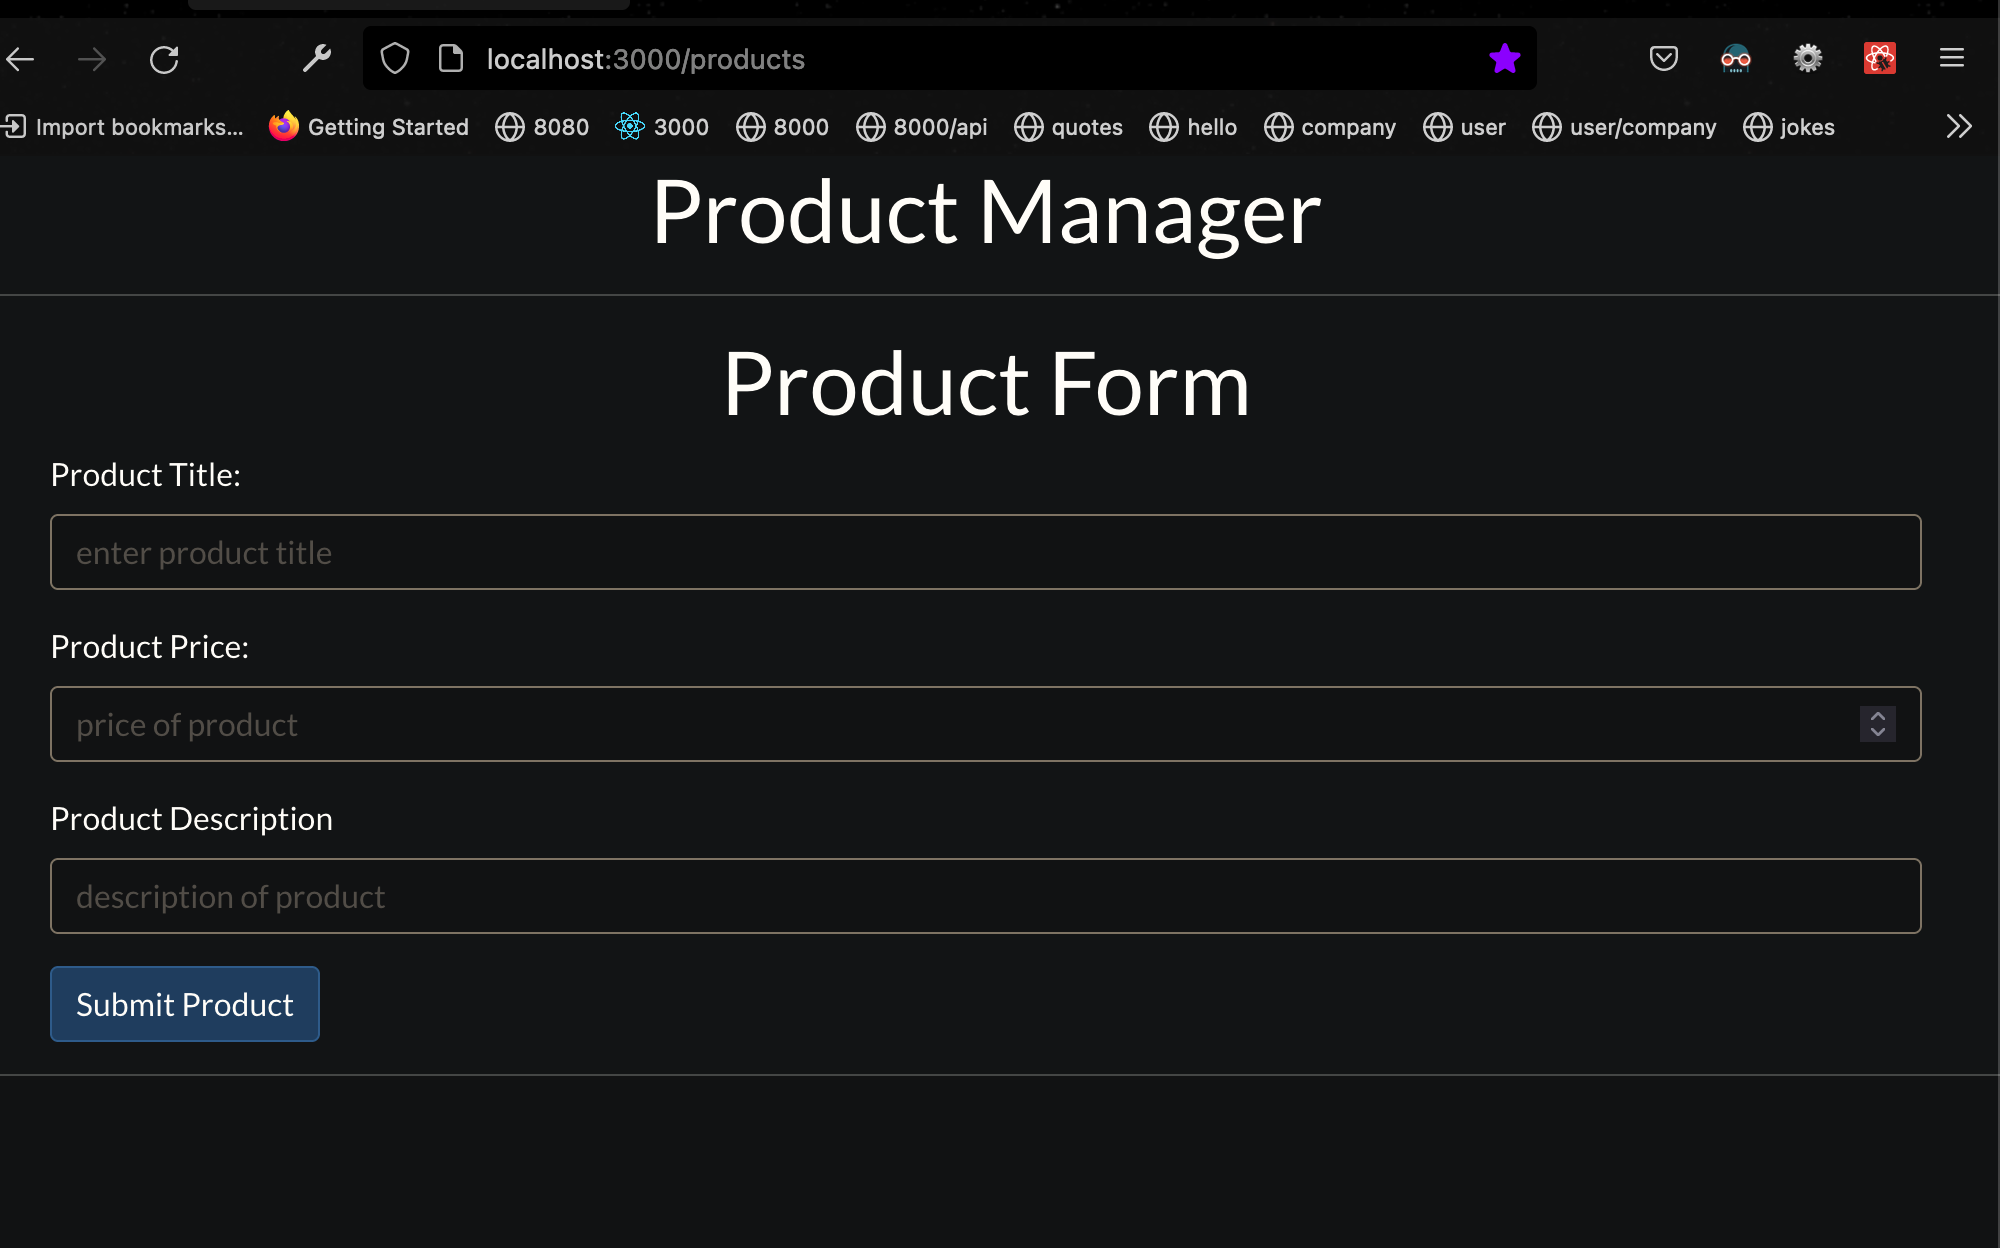 localhost:3000/products
Import bookmarks... Getting Started 8080 3000 8000 8000/api quotes hello company user user/company jokes
Product Manager
Product Form
Product Title:
enter product title
Product Price:
price of product
Product Description
description of product
Submit Product